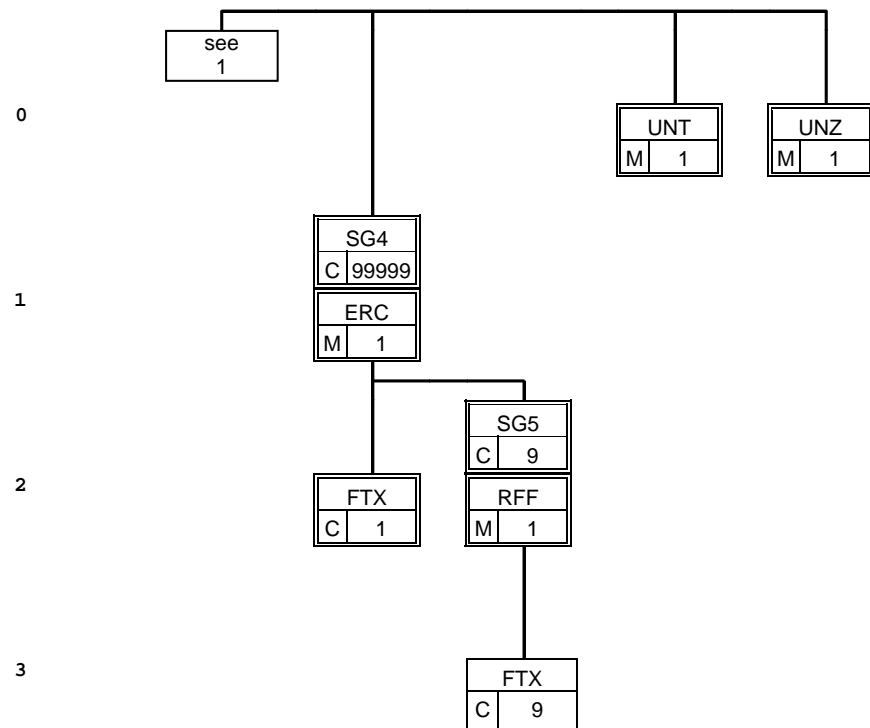 see
1
0
UNT UNZ
M 1 M 1
SG4
C 99999
1
ERC
M 1
SG5
C 9
2
FTX RFF
C 1 M 1
3
FTX
C 9